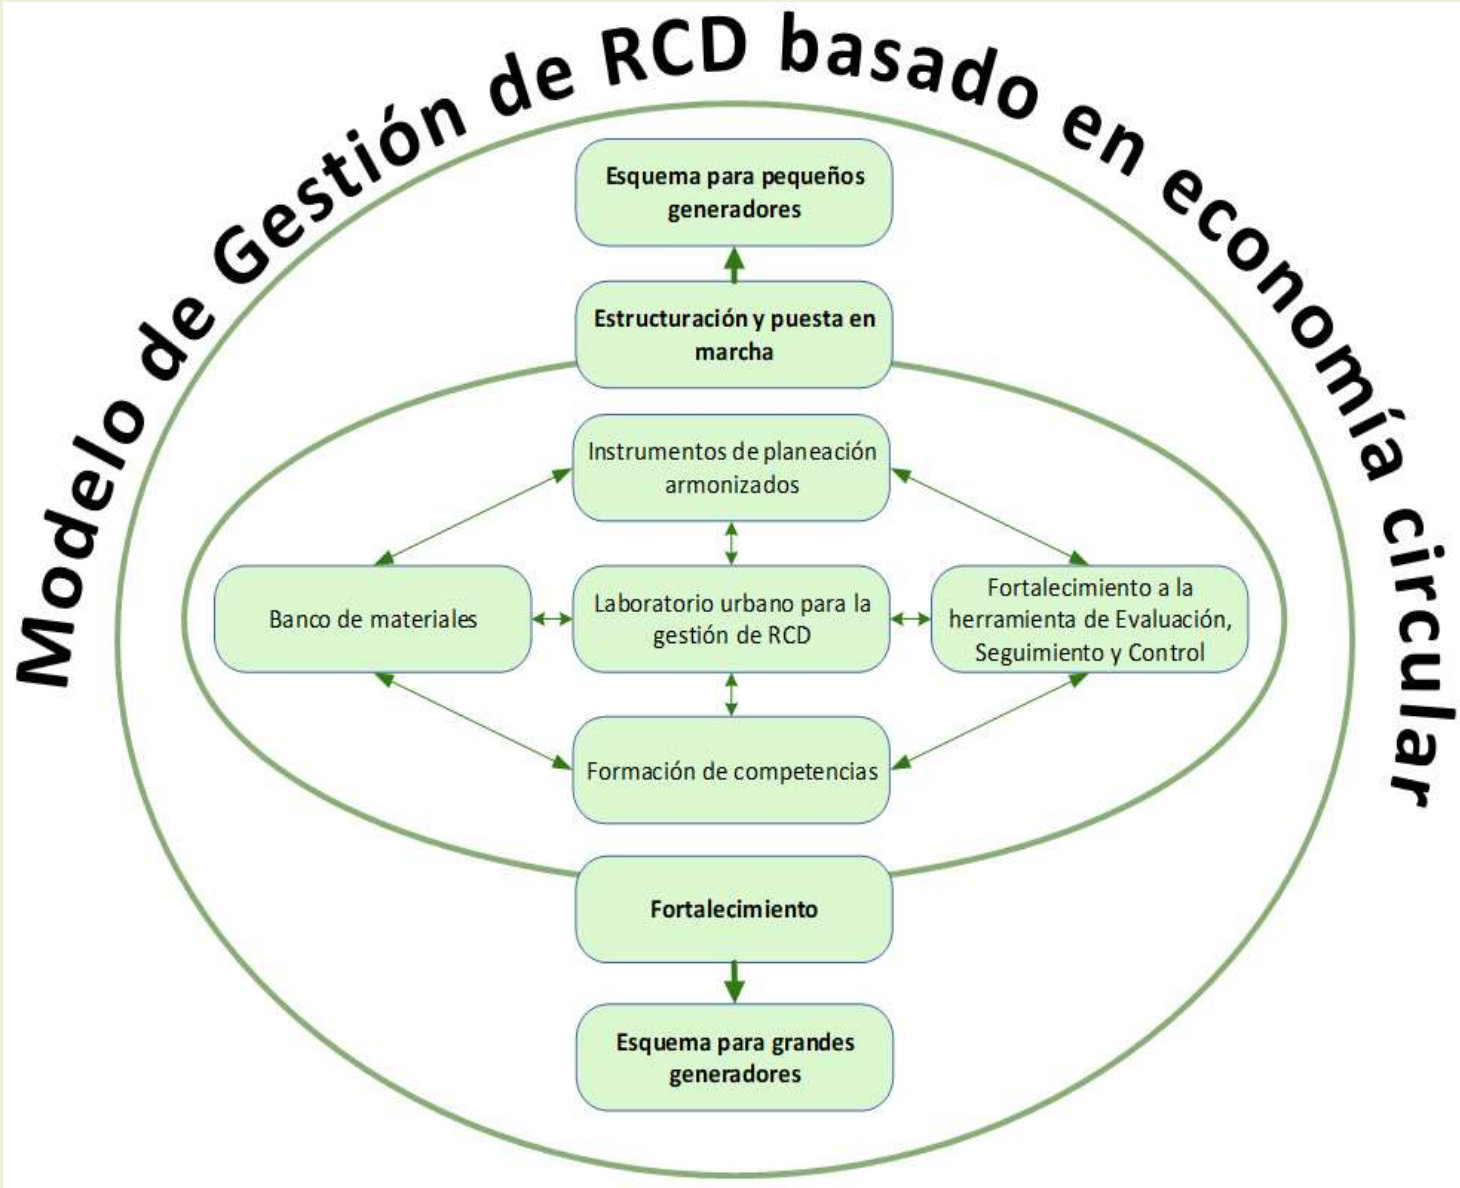 Modelo de Gestión de RCD basado en economía circular
Esquema para pequeños
generadores
Estructuración y puesta en
marcha
Instrumentos de planeación
armonizados
Banco de materiales
Laboratorio urbano para la
gestión de RCD
Fortalecimiento a la
herramienta de Evaluación,
Seguimiento y Control
Formación de competencias
Fortalecimiento
Esquema para grandes
generadores